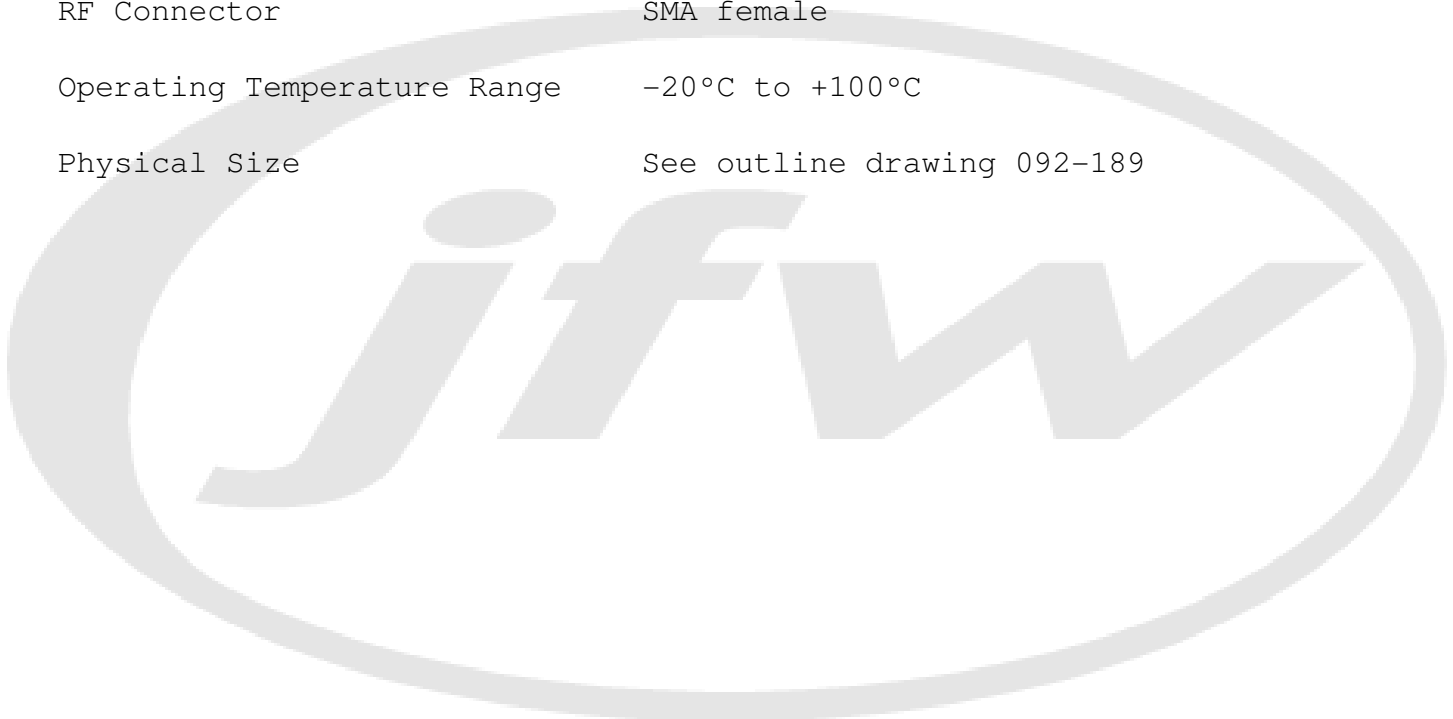 RF Connector SMA female
Operating Temperature Range -20°C to +100°C
Physical Size See outline drawing 092-189
jfw